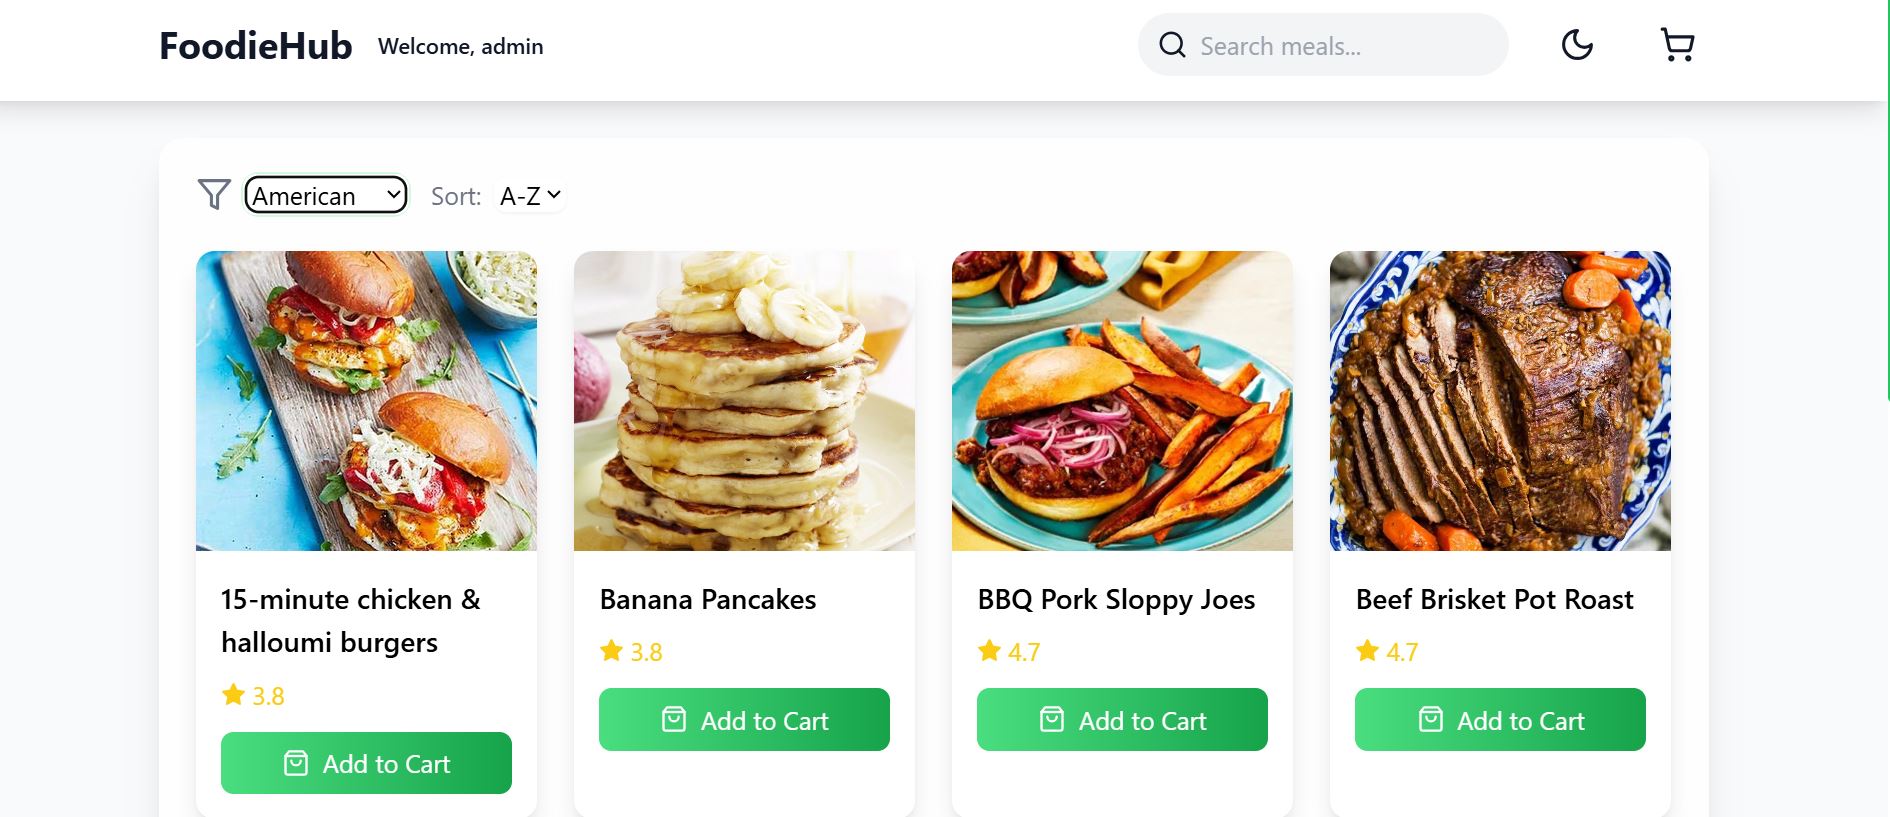 FoodieHub
Welcome, admin
Search meals...
American
Sort: A-Z
15-minute chicken &
halloumi burgers
3.8
Add to Cart
Banana Pancakes
3.8
Add to Cart
BBQ Pork Sloppy Joes
4.7
Add to Cart
Beef Brisket Pot Roast
4.7
Add to Cart